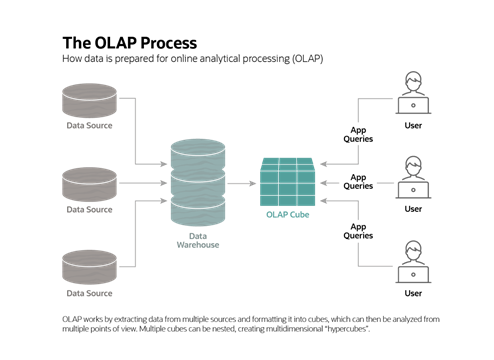 The OLAP Process
How data is prepared for online analytical processing (OLAP)
Data Source
User
App
Queries
Data Source
App
Queries
User
OLAP Cube
Data
Warehouse
App
Queries
Data Source
User
OLAP works by extracting data from multiple sources and formatting it into cubes, which can then be analyzed from
multiple points of view. Multiple cubes can be nested, creating multidimensional “hypercubes”.